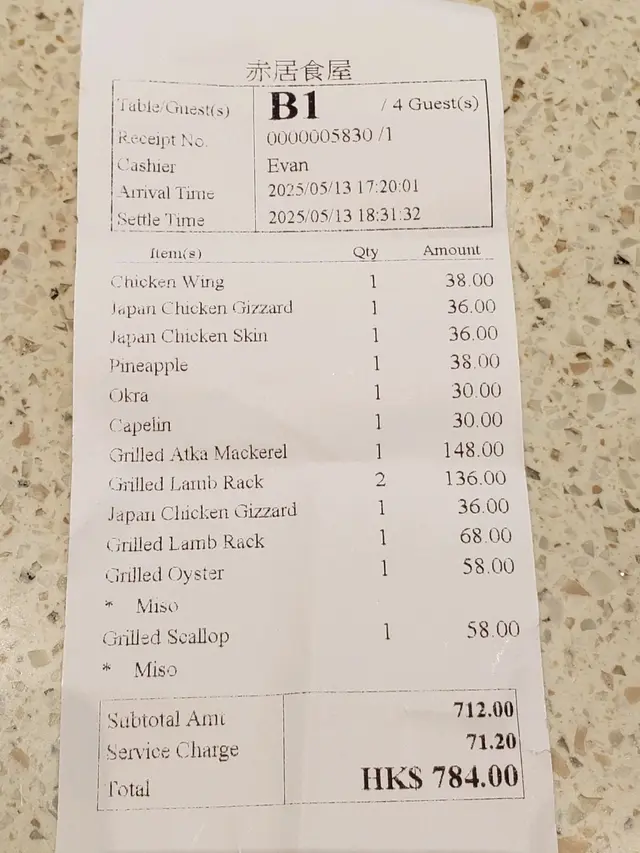 赤居食屋
Table/Guest(s) B1 / 4 Guest(s)
Receipt No. 0000005830 /1
Cashier Evan
Arrival Time 2025/05/13 17:20:01
Settle Time 2025/05/13 18:31:32
Item(s) Qty Amount
Chicken Wing 1 38.00
Japan Chicken Gizzard 1 36.00
Japan Chicken Skin 1 36.00
Pineapple 1 38.00
Okra 1 30.00
Capelin 1 30.00
Grilled Atka Mackerel 1 148.00
Grilled Lamb Rack 2 136.00
Japan Chicken Gizzard 1 36.00
Grilled Lamb Rack 1 68.00
Grilled Oyster 1 58.00
* Miso
Grilled Scallop 1 58.00
* Miso
Subtotal Amt 712.00
Service Charge 71.20
Total HK$ 784.00